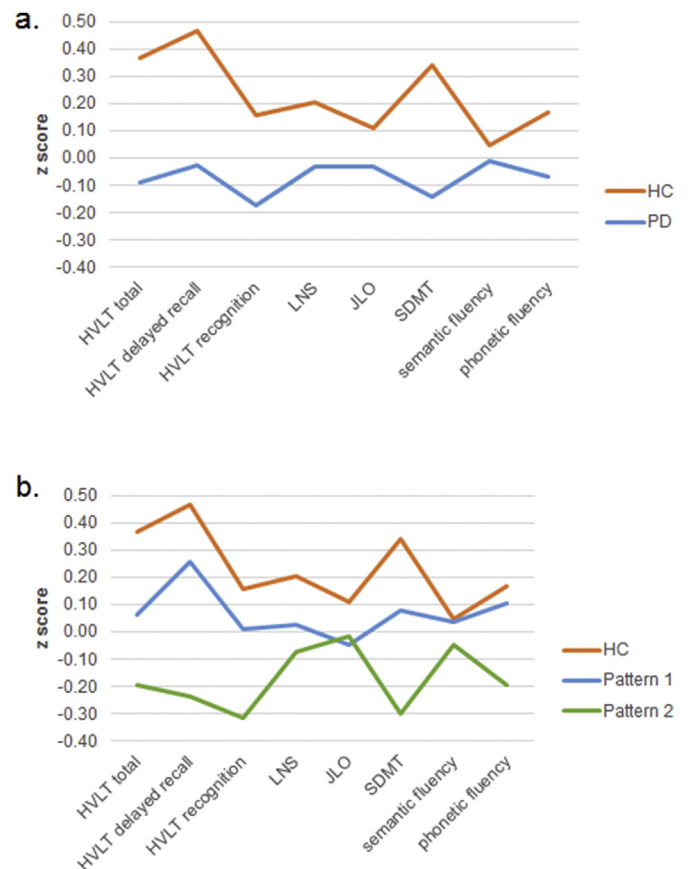 a.
0.50
0.40
0.30
0.20
0.10
0.00
-0.10
-0.20
-0.30
-0.40
z score
HVLT total
HVLT delayed recall
HVLT recognition
LNS
JLO
SDMT
semantic fluency
phonetic fluency
HC
PD
b.
0.50
0.40
0.30
0.20
0.10
0.00
-0.10
-0.20
-0.30
-0.40
z score
HVLT total
HVLT delayed recall
HVLT recognition
LNS
JLO
SDMT
semantic fluency
phonetic fluency
HC
Pattern 1
Pattern 2